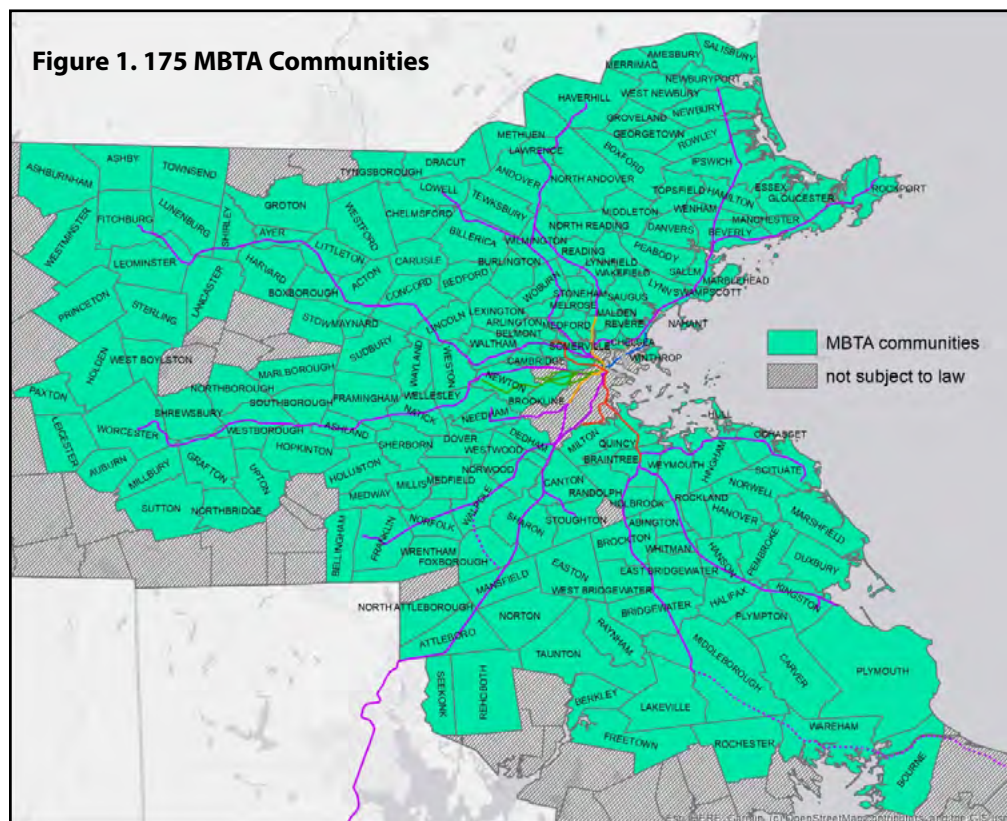 Figure 1. 175 MBTA Communities
SALISBURY
AMESBURY
MERRIMAC
NEWBURYPORT
WEST NEWBURY
HAVERHILL
NEWBURY
GROVELAND
GEORGETOWN
ROWLEY
METHUEN
LAWRENCE
BOXFORD
IPSWICH
ASHBY
TOWNSEND
ASHBURNHAM
TYNGSBOROUGH
DRACUT
ANDOVER
NORTH ANDOVER
TOPSFIELD
HAMILTON
ESSEX
GLOUCESTER
ROCKPORT
LOWELL
TEWKSBURY
WESTMINSTER
FITCHBURG
LUNENBURG
SHIRLEY
GROTON
WESTFORD
CHELMSFORD
MIDDLETON
WENHAM
MANCHESTER
BEVERLY
DANVERS
NORTH READING
BILLERICA
WILMINGTON
AYER
LITTLETON
LEOMINSTER
HARVARD
ACTON
CARLISLE
BURLINGTON
READING
LYNNFIELD
PEABODY
SALEM
MARBLEHEAD
WAKEFIELD
LANCASTER
BOXBOROUGH
CONCORD
BEDFORD
WOBURN
STONEHAM
SAUGUS
LYNN
SWAMPSCOTT
PRINCETON
STERLING
STOW
MAYNARD
LINCOLN
LEXINGTON
ARLINGTON
MELROSE
MEDFORD
MALDEN
REVERE
NAHANT
BELMONT
SOMERVILLE
CHELSEA
WINTHROP
HOLDEN
WEST BOYLSTON
SUDBURY
WAYLAND
WESTON
WALTHAM
CAMBRIDGE
MBTA communities
not subject to law
MARLBOROUGH
NORTHBOROUGH
SOUTHBOROUGH
FRAMINGHAM
NATICK
WELLESLEY
NEWTON
BROOKLINE
NEEDHAM
PAXTON
LEICESTER
WORCESTER
SHREWSBURY
WESTBOROUGH
ASHLAND
HULL
COHASSET
AUBURN
MILLBURY
GRAFTON
UPTON
HOPKINTON
SHERBORN
DOVER
DEDHAM
WESTWOOD
MILTON
QUINCY
BRAINTREE
WEYMOUTH
HINGHAM
SCITUATE
HOLLISTON
MEDFIELD
NORWOOD
CANYON
RANDOLPH
HOLBROOK
ROCKLAND
NORWELL
SUTTON
NORTHBRIDGE
MEDWAY
MILLIS
WALPOLE
SHARON
STOUGHTON
ABINGTON
HANOVER
MARSHFIELD
BELLINGHAM
FRANKLIN
NORFOLK
WRENTHAM
FOXBOROUGH
BROCKTON
WHITMAN
HANSON
PEMBROKE
DUXBURY
MANSFIELD
EASTON
EAST BRIDGEWATER
WEST BRIDGEWATER
KINGSTON
NORTH ATTLEBOROUGH
NORTON
BRIDGEWATER
HALIFAX
PLYMPTON
ATTLEBORO
RAYNHAM
TAUNTON
MIDDLEBOROUGH
CARVER
PLYMOUTH
SEEKONK
REHOBOTH
BERKLEY
LAKEVILLE
WAREHAM
FREETOWN
ROCHESTER
BOURNE
Esri, HERE, Garmin, (c) OpenStreetMap contributors, and the GIS